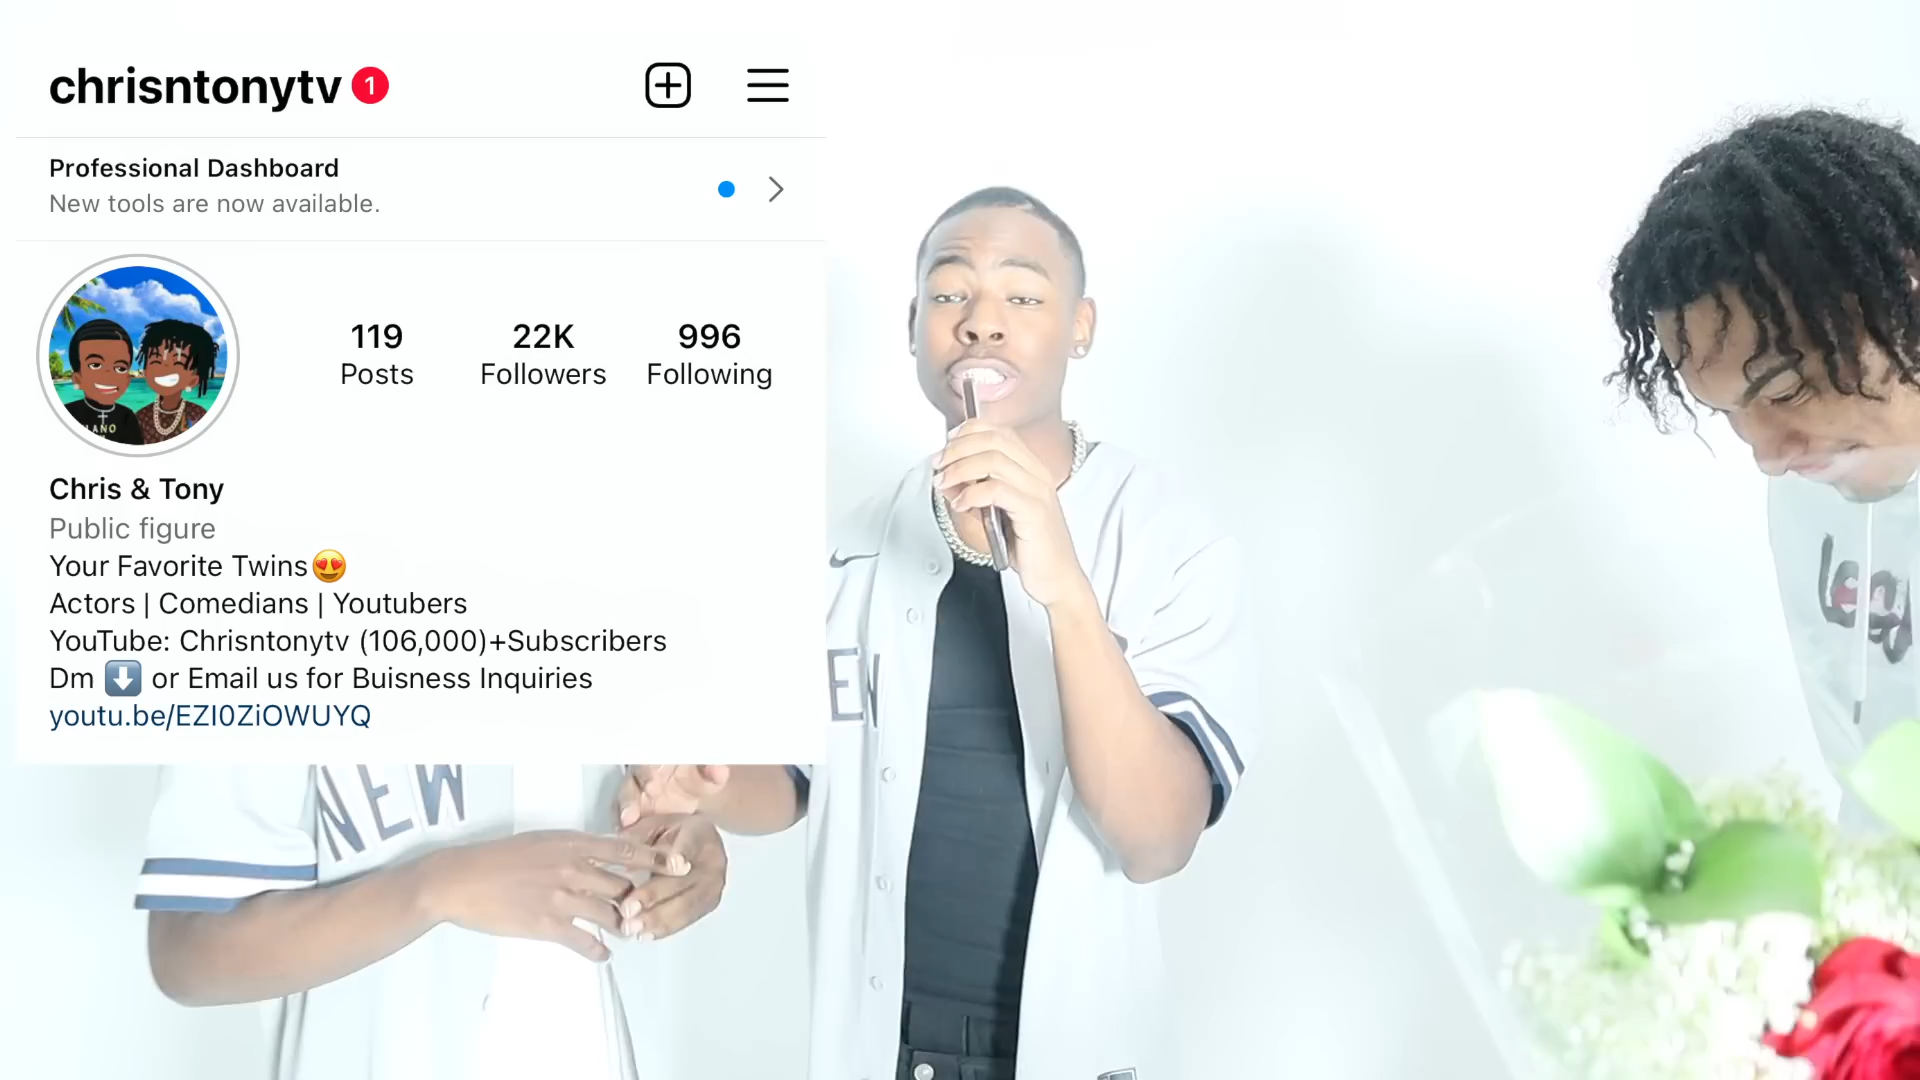 chrisntonytv 1
Professional Dashboard
New tools are now available.
119 22K 996
Posts Followers Following
LANO
Chris & Tony
Public figure
Your Favorite Twins😍
Actors | Comedians | Youtubers
YouTube: Chrisntonytv (106,000)+Subscribers
Dm ⬇️ or Email us for Buisness Inquiries
youtu.be/EZI0ZiOWUYQ
EW
NEW